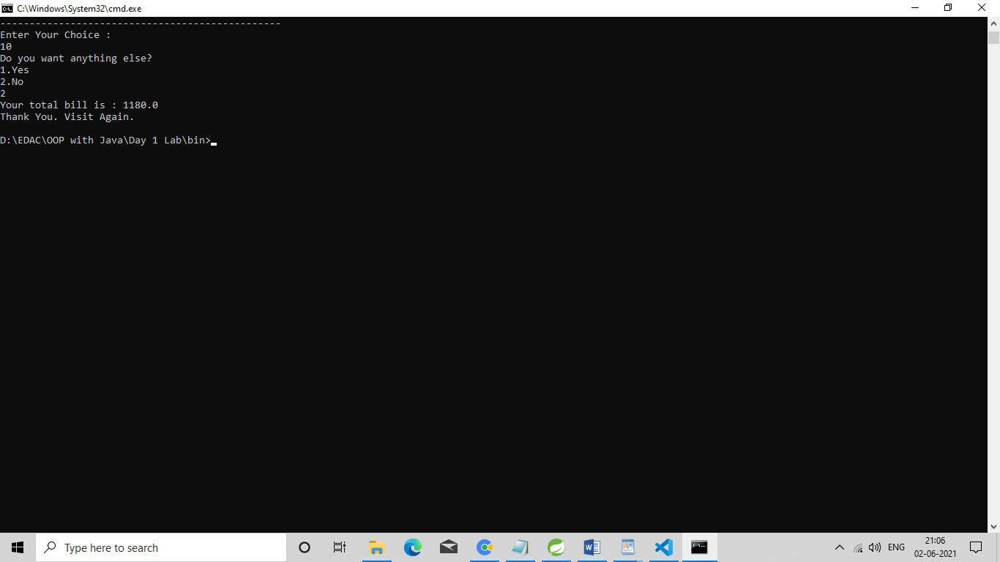 C:\Windows\System32\cmd.exe
------------------------------------------------
Enter Your Choice :
10
Do you want anything else?
1.Yes
2.No
2
Your total bill is : 1180.0
Thank You. Visit Again.
D:\EDAC\OOP with Java\Day 1 Lab\bin>
Type here to search
ENG
21:06
02-06-2021